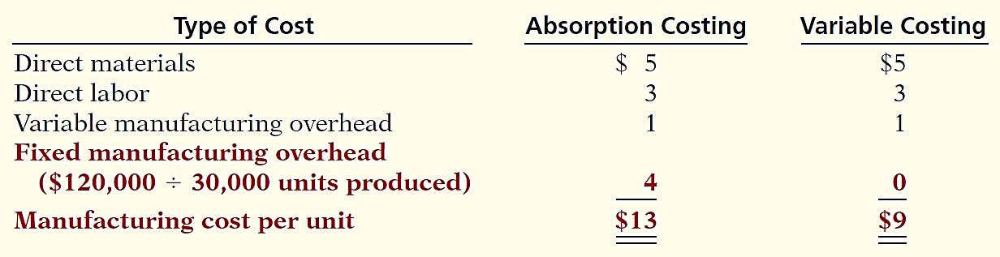 Type of Cost Absorption Costing Variable Costing
Direct materials $ 5 $5
Direct labor 3 3
Variable manufacturing overhead 1 1
Fixed manufacturing overhead
($120,000 ÷ 30,000 units produced) 4 0
Manufacturing cost per unit $13 $9